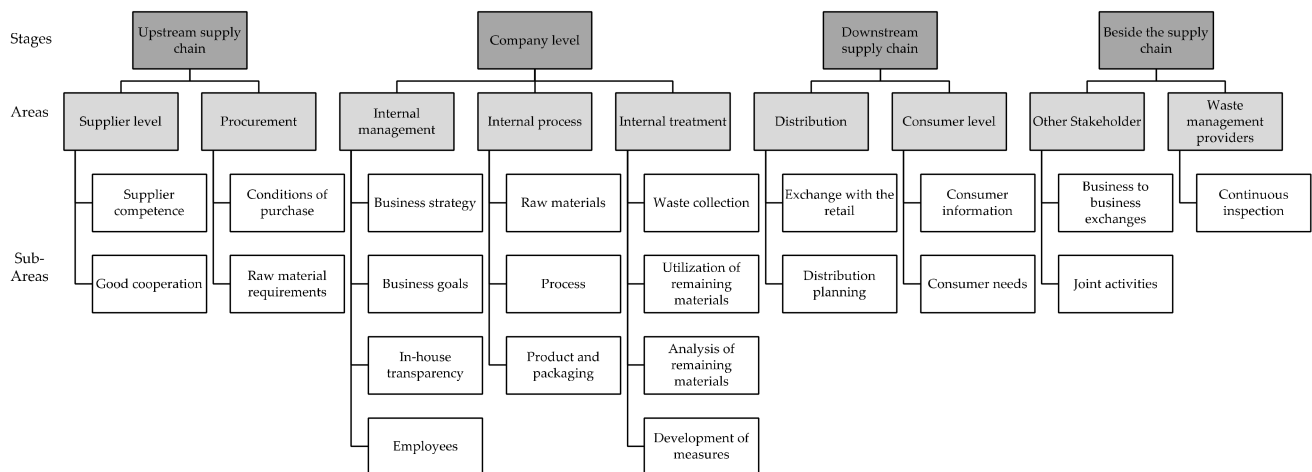 Stages
Upstream supply
chain
Company level
Downstream
supply chain
Beside the supply
chain
Areas
Supplier level
Procurement
Internal
management
Internal process
Internal treatment
Distribution
Consumer level
Other Stakeholder
Waste
management
providers
Sub-
Areas
Supplier
competence
Conditions of
purchase
Business strategy
Raw materials
Waste collection
Exchange with the
retail
Consumer
information
Business to
business
exchanges
Continuous
inspection
Good cooperation
Raw material
requirements
Business goals
Process
Utilization of
remaining
materials
Distribution
planning
Consumer needs
Joint activities
In-house
transparency
Product and
packaging
Analysis of
remaining
materials
Employees
Development of
measures